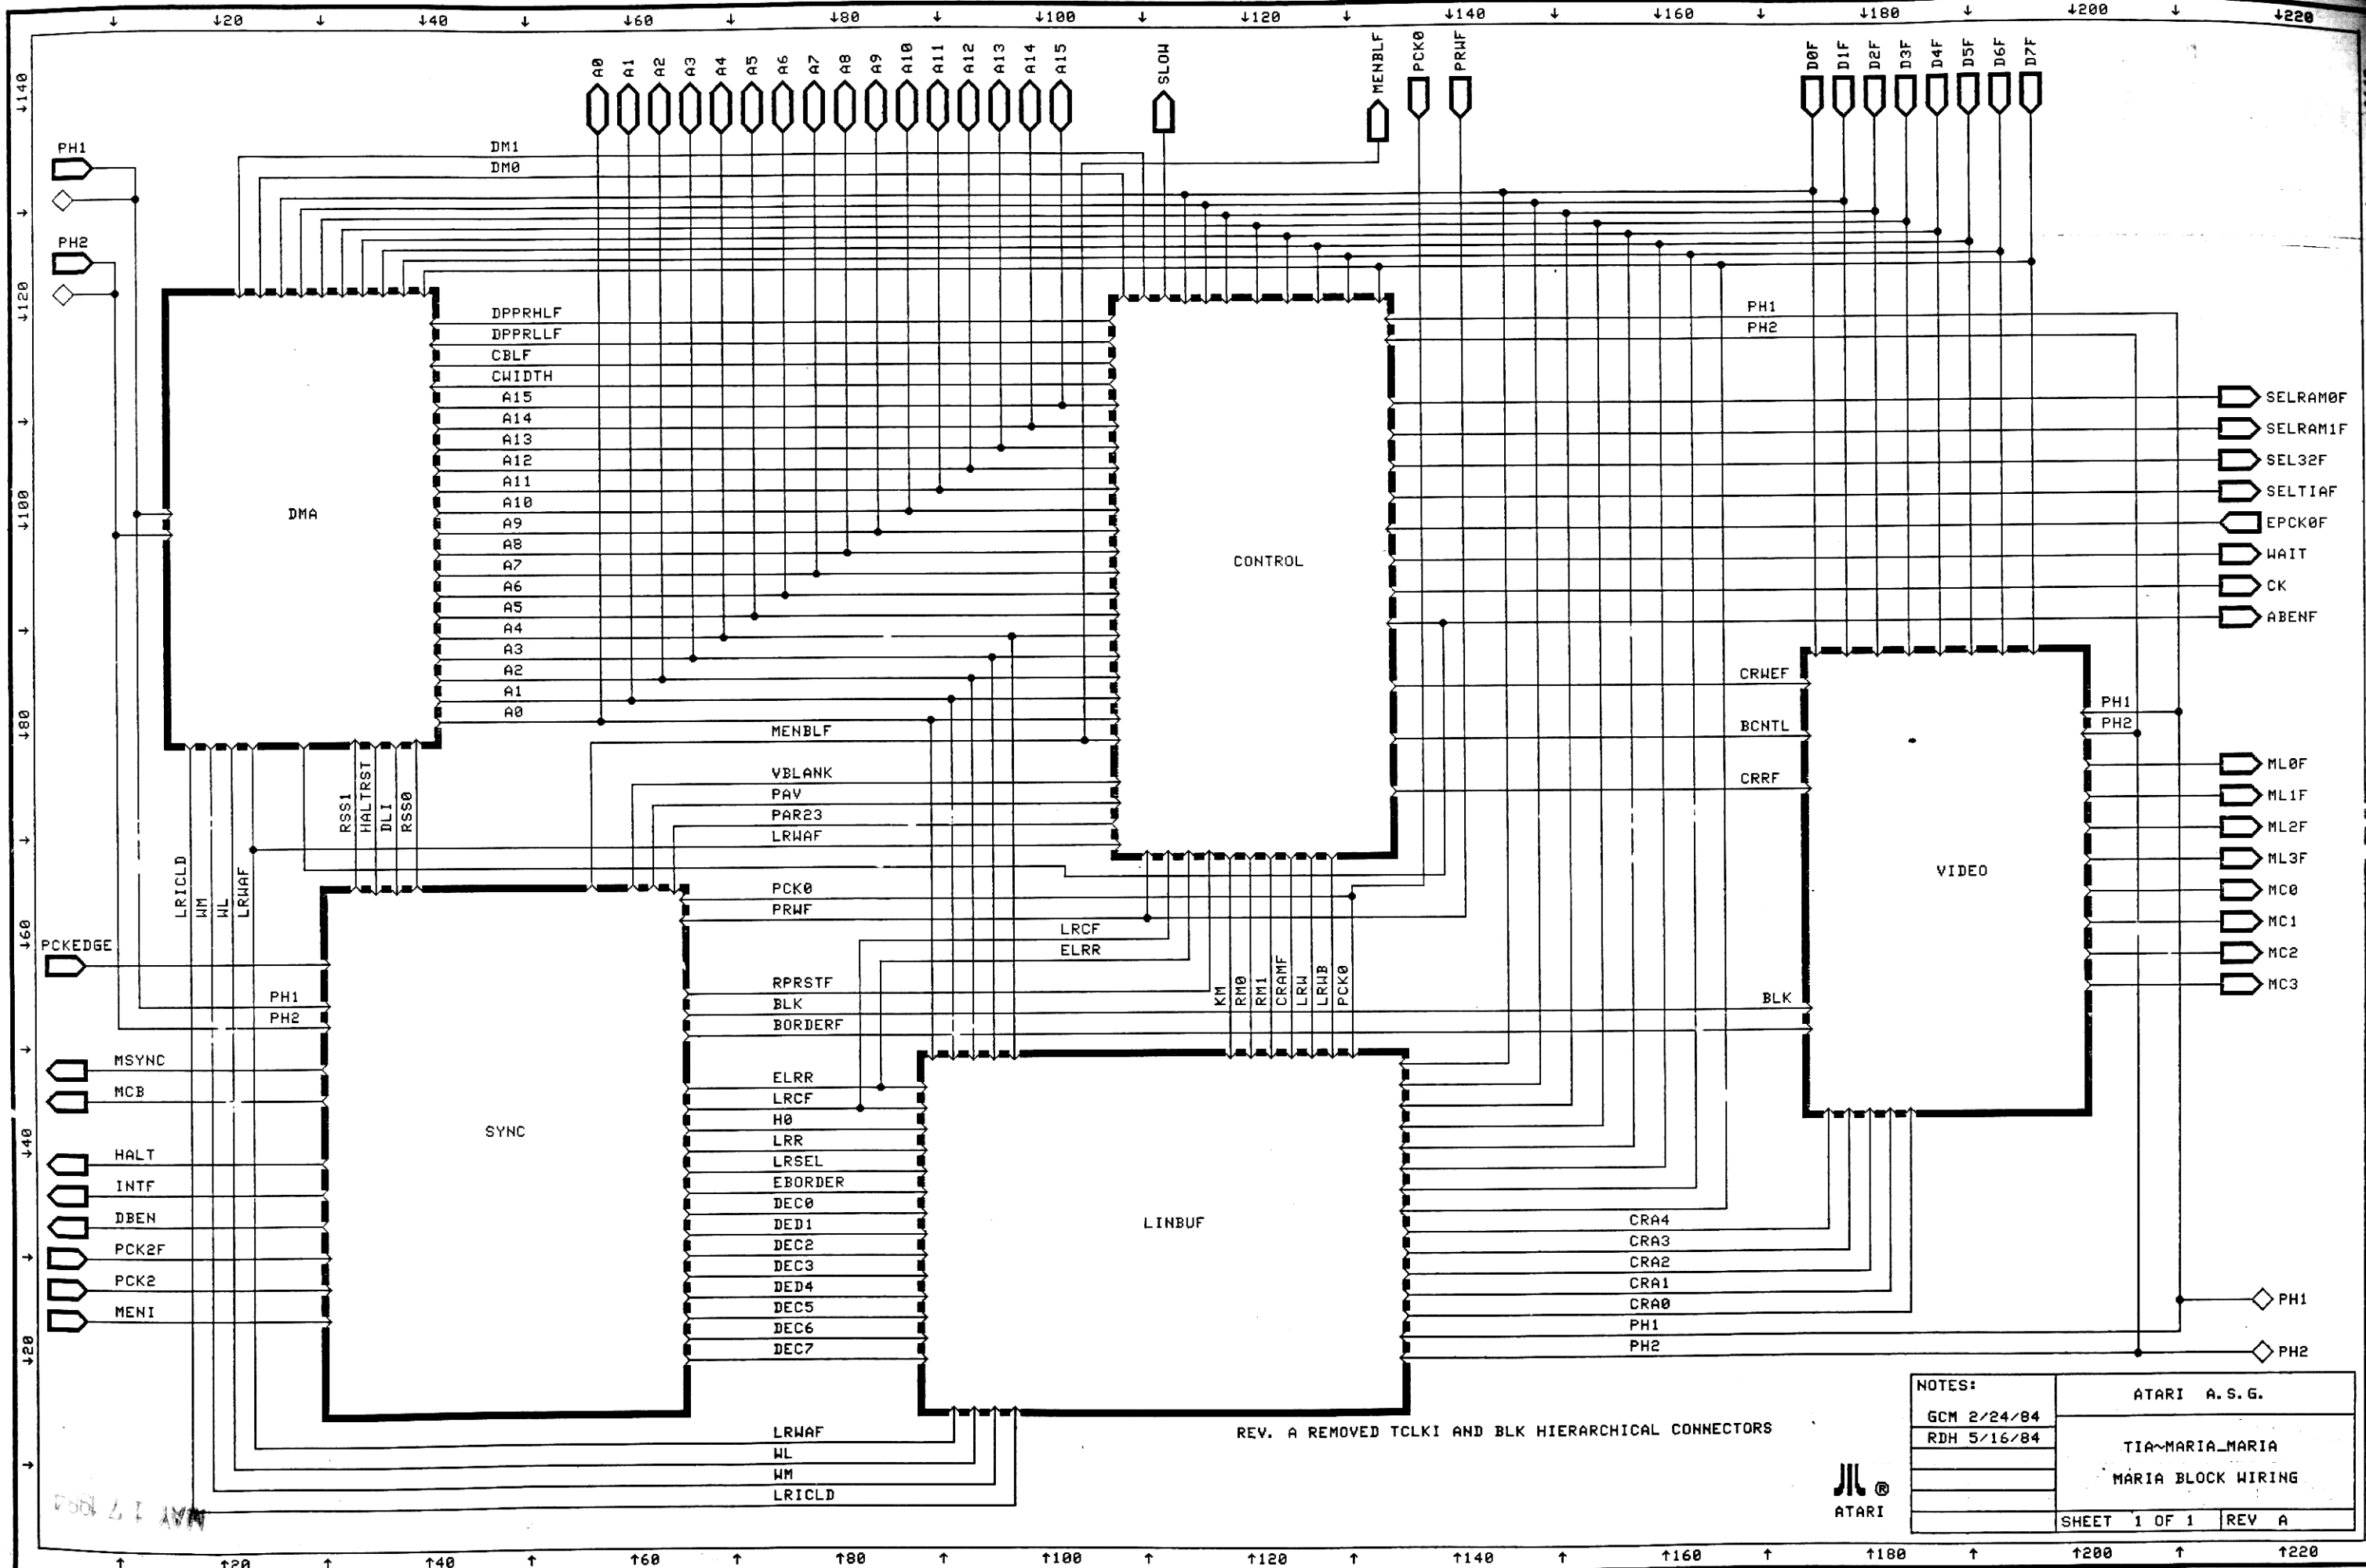 ↓20 ↓40 ↓60 ↓80 ↓100 ↓120 ↓140 ↓160 ↓180 ↓200 ↓220
A0 A1 A2 A3 A4 A5 A6 A7 A8 A9 A10 A11 A12 A13 A14 A15 SLOW MENBLF PCK0 PRWF D0F D1F D2F D3F D4F D5F D6F D7F
↓140
PH1
DM1
DM0
PH2
↓120
DPPRHLF
DPPRLLF
CBLF
CWIDTH
A15
A14
A13
A12
A11
A10
A9
A8
A7
A6
A5
A4
A3
A2
A1
A0
DMA
CONTROL
PH1
PH2
SELRAM0F
SELRAM1F
SEL32F
SELTIAF
EPCK0F
WAIT
CK
ABENF
↑100
↑80
CRWEF
BCNTL
CRRF
PH1
PH2
ML0F
ML1F
ML2F
ML3F
MC0
MC1
MC2
MC3
VIDEO
MENBLF
VBLANK
PAV
PAR23
LRWAF
RSS1
HALTRST
DLI
RSS0
LRICLD
WM
WL
LRWAF
PCK0
PRWF
LRCF
ELRR
↓60
PCKEDGE
PH1
PH2
RPRSTF
BLK
BORDERF
KM
RM0
RM1
CRAMF
LRW
LRWB
PCK0
BLK
MSYNC
MCB
HALT
INTF
DBEN
PCK2F
PCK2
MENI
↓40
↓20
SYNC
ELRR
LRCF
H0
LRR
LRSEL
EBORDER
DEC0
DED1
DEC2
DEC3
DED4
DEC5
DEC6
DEC7
LINBUF
CRA4
CRA3
CRA2
CRA1
CRA0
PH1
PH2
PH1
PH2
LRWAF
WL
WM
LRICLD
REV. A REMOVED TCLKI AND BLK HIERARCHICAL CONNECTORS
MAY 17 1984
®
ATARI
NOTES:
GCM 2/24/84
RDH 5/16/84
ATARI A.S.G.
TIA~MARIA_MARIA
MARIA BLOCK WIRING
SHEET 1 OF 1 REV A
↑20 ↑40 ↑60 ↑80 ↑100 ↑120 ↑140 ↑160 ↑180 ↑200 ↑220